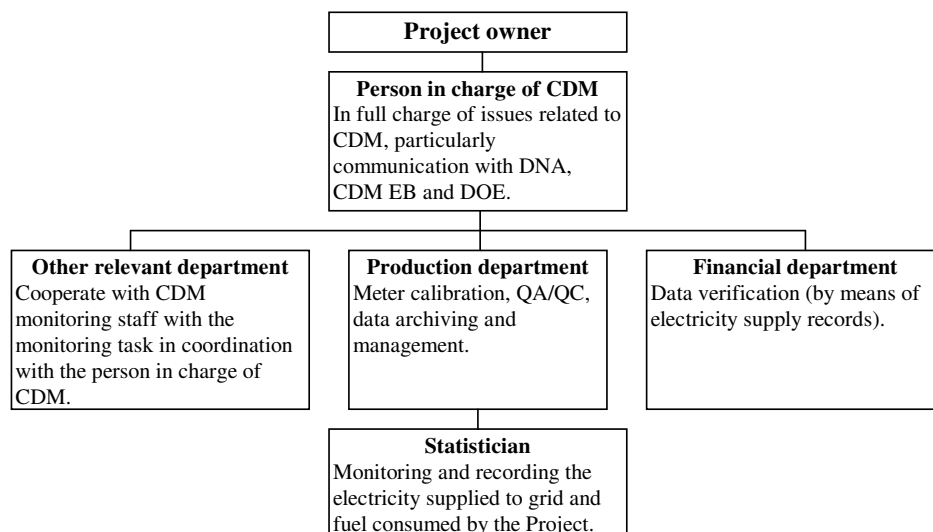 Project owner
Person in charge of CDM
In full charge of issues related to
CDM, particularly
communication with DNA,
CDM EB and DOE.
Other relevant department
Cooperate with CDM
monitoring staff with the
monitoring task in coordination
with the person in charge of
CDM.
Production department
Meter calibration, QA/QC,
data archiving and
management.
Financial department
Data verification (by means of
electricity supply records).
Statistician
Monitoring and recording the
electricity supplied to grid and
fuel consumed by the Project.